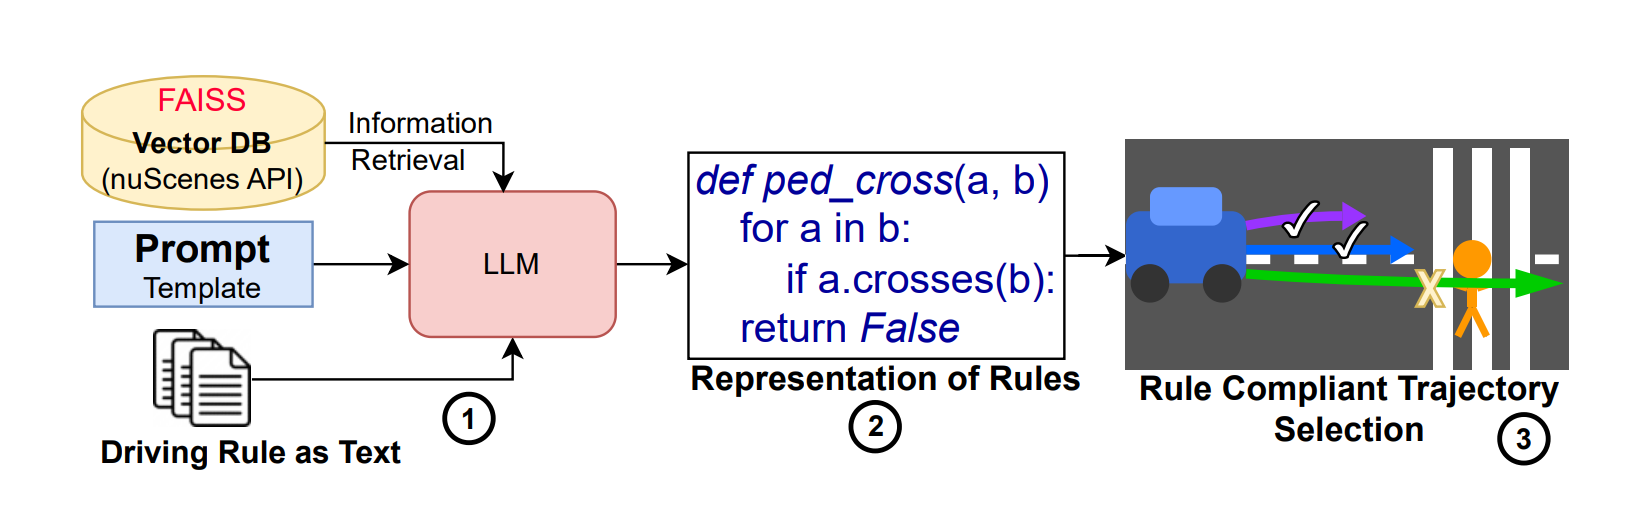 FAISS
Vector DB
(nuScenes API)
Information
Retrieval
Prompt
Template
LLM
Driving Rule as Text
1
def ped_cross(a, b)
for a in b:
if a.crosses(b):
return False
Representation of Rules
2
X
Rule Compliant Trajectory
Selection
3